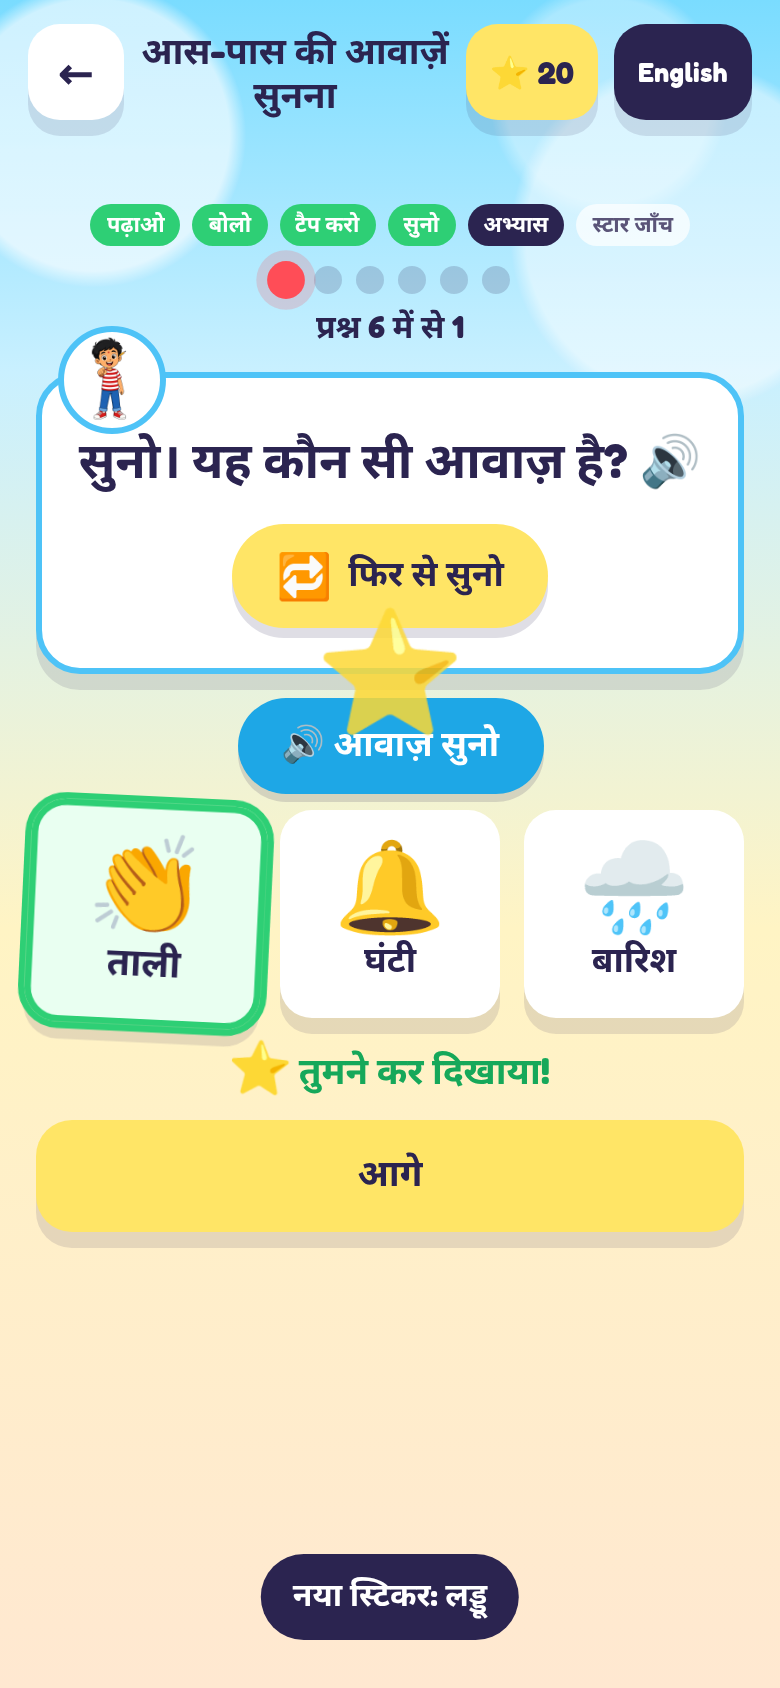 ←
आस-पास की आवाज़ें
सुनना
20
English
पढ़ाओ
बोलो
टैप करो
सुनो
अभ्यास
स्टार जाँच
प्रश्न 6 में से 1
सुनो। यह कौन सी आवाज़ है?
फिर से सुनो
आवाज़ सुनो
ताली
घंटी
बारिश
तुमने कर दिखाया!
आगे
नया स्टिकर: लड्डू